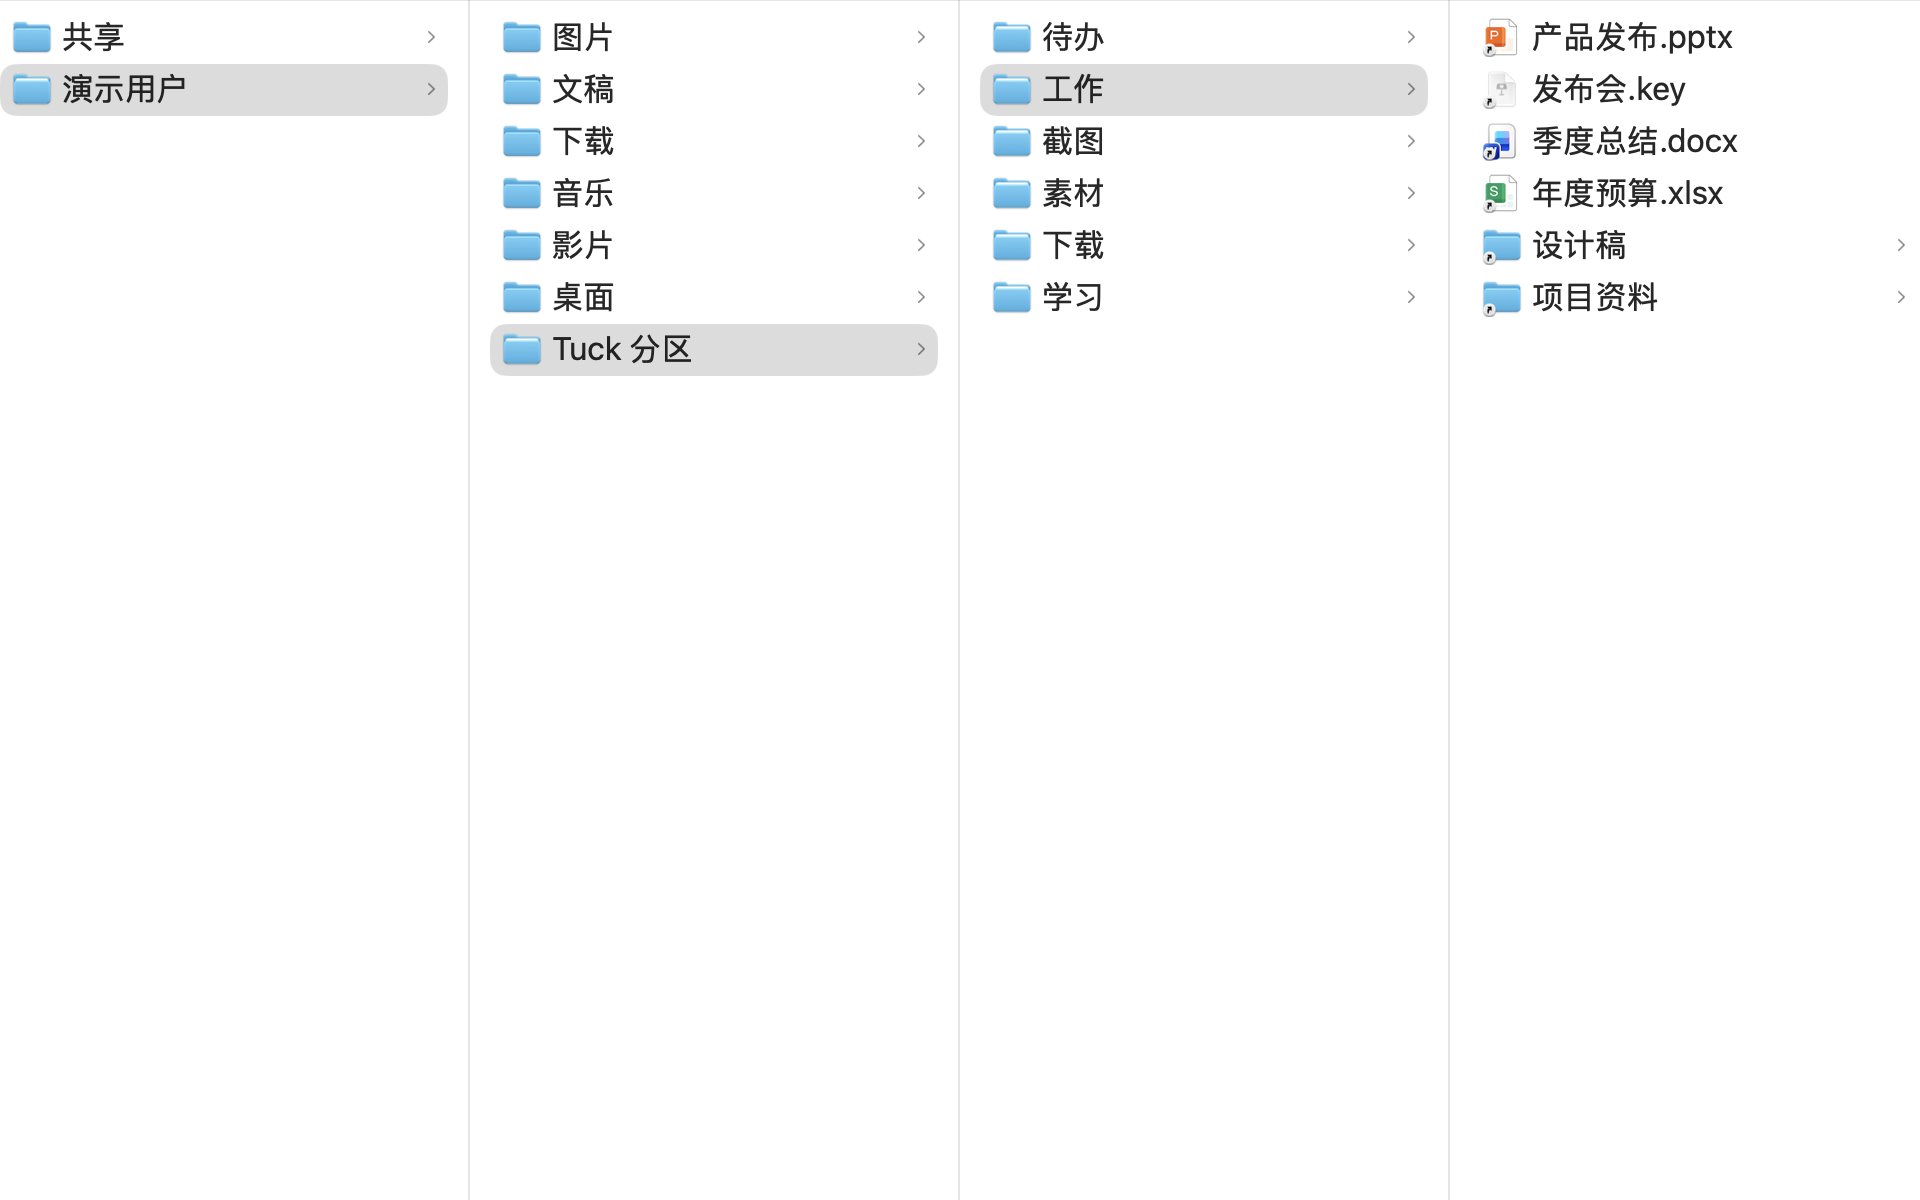 共享
演示用户
图片
文稿
下载
音乐
影片
桌面
Tuck 分区
待办
工作
截图
素材
下载
学习
产品发布.pptx
发布会.key
季度总结.docx
年度预算.xlsx
设计稿
项目资料